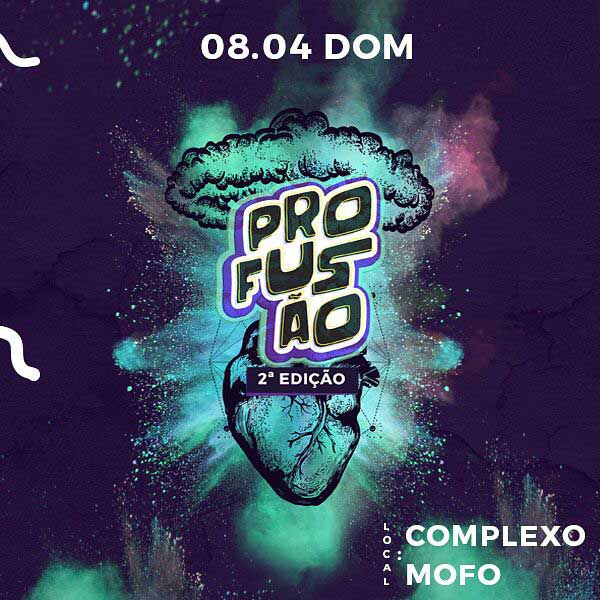 08.04 DOM
PRO
FUS
ÃO
2ª EDIÇÃO
LOCAL:
COMPLEXO
MOFO